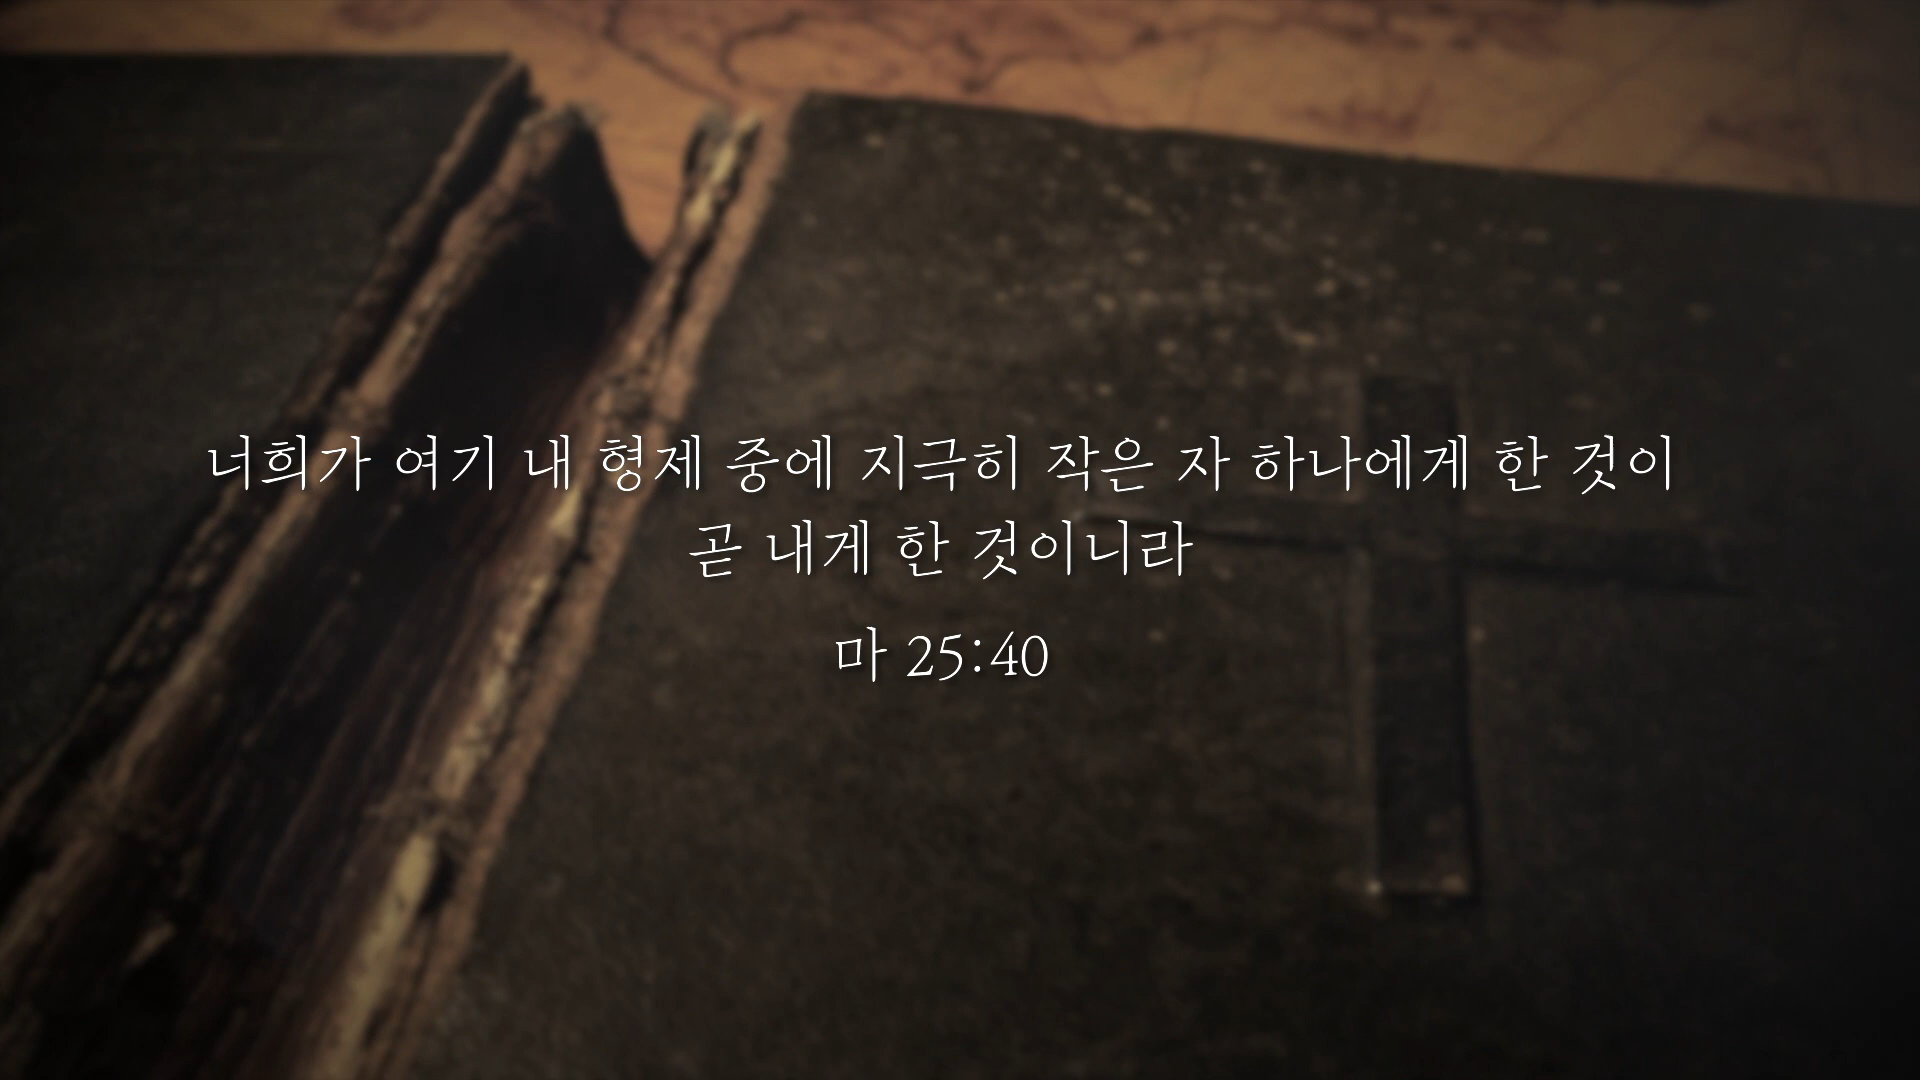 너희가 여기 내 형제 중에 지극히 작은 자 하나에게 한 것이
곧 내게 한 것이니라
마 25:40